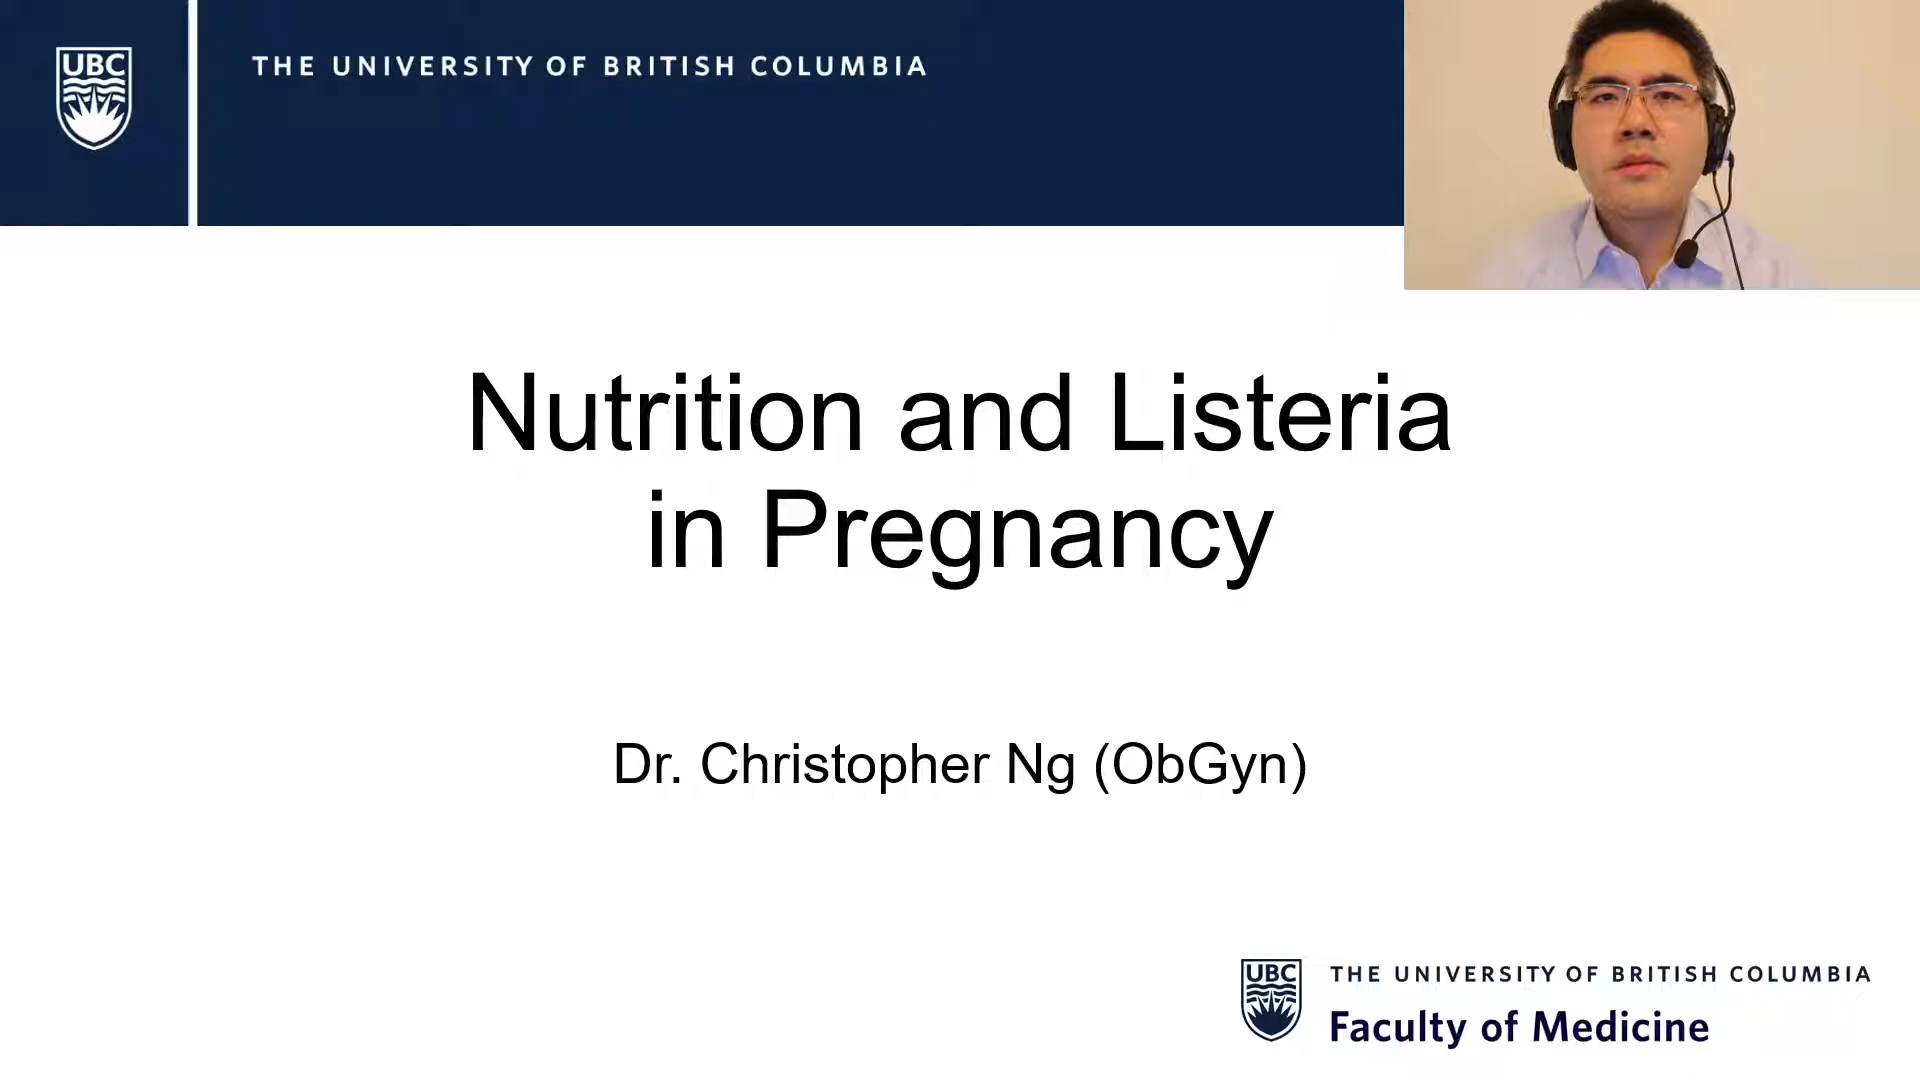 UBC
THE UNIVERSITY OF BRITISH COLUMBIA
Nutrition and Listeria
in Pregnancy
Dr. Christopher Ng (ObGyn)
UBC
THE UNIVERSITY OF BRITISH COLUMBIA
Faculty of Medicine